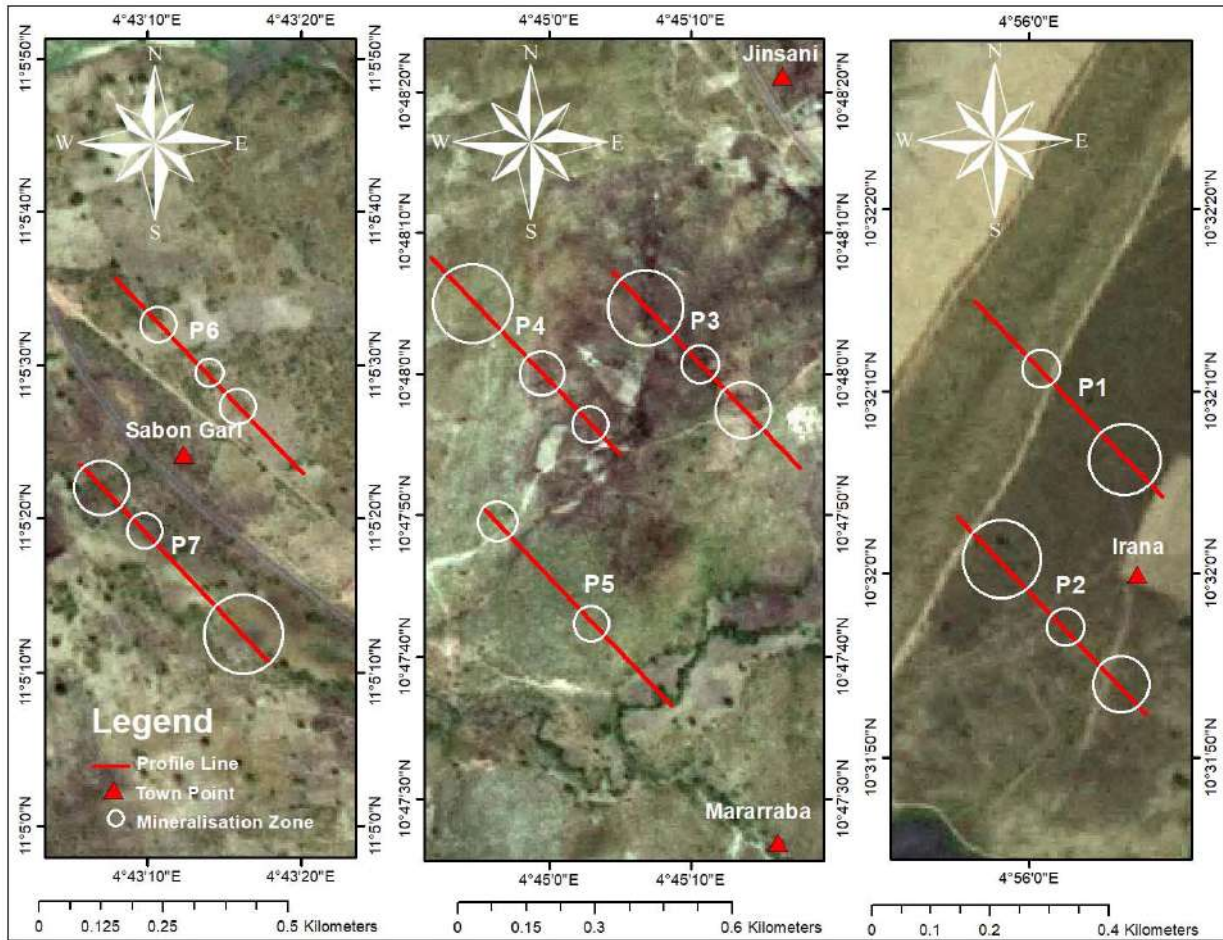 4°43'10"E 4°43'20"E
4°45'0"E 4°45'10"E
4°56'0"E
11°5'50"N
11°5'40"N
11°5'30"N
11°5'20"N
11°5'10"N
11°5'0"N
N
W E
S
P6
Sabon Gari
P7
Legend
Profile Line
Town Point
Mineralisation Zone
11°5'50"N
11°5'40"N
11°5'30"N
11°5'20"N
11°5'10"N
11°5'0"N
4°43'10"E 4°43'20"E
0 0.125 0.25 0.5 Kilometers
10°48'20"N
10°48'10"N
10°48'0"N
10°47'50"N
10°47'40"N
10°47'30"N
Jinsani
N
W E
S
P4
P3
P5
Mararraba
10°48'20"N
10°48'10"N
10°48'0"N
10°47'50"N
10°47'40"N
10°47'30"N
4°45'0"E 4°45'10"E
0 0.15 0.3 0.6 Kilometers
10°32'20"N
10°32'10"N
10°32'0"N
10°31'50"N
N
W E
S
P1
Irana
P2
10°32'20"N
10°32'10"N
10°32'0"N
10°31'50"N
4°56'0"E
0 0.1 0.2 0.4 Kilometers